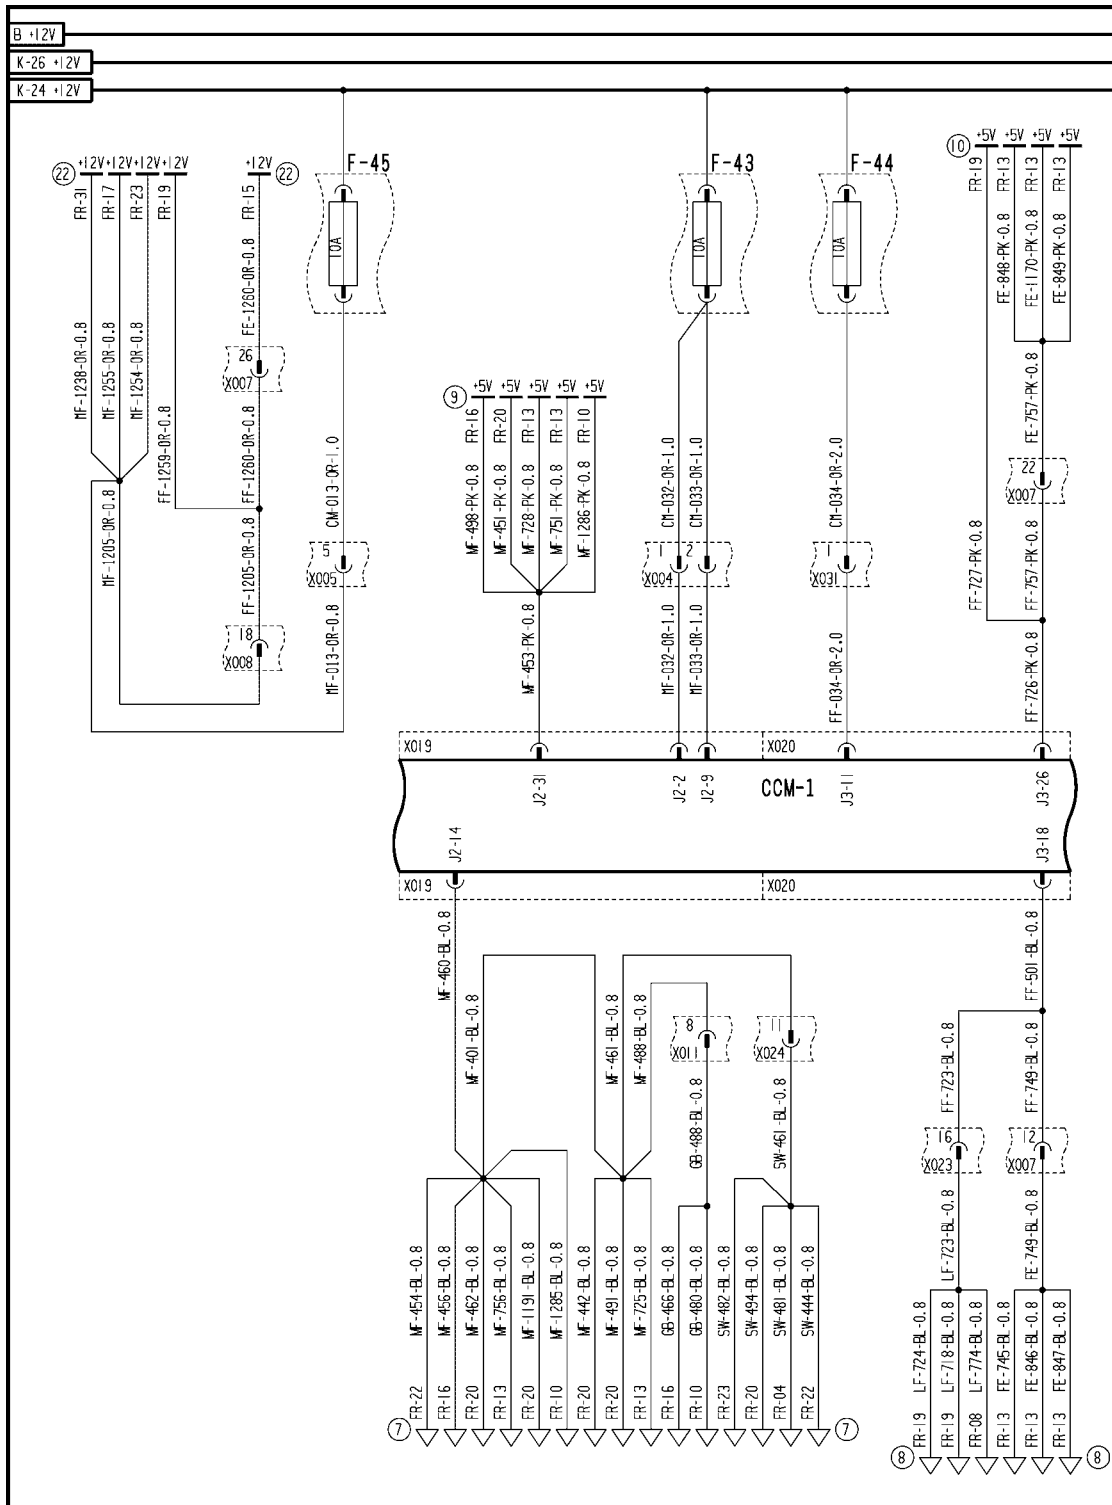 B +12V
K-26 +12V
K-24 +12V
22
+12V +12V +12V +12V
+12V
22
F-45
F-43
F-44
10
+5V +5V +5V +5V
FR-31
FR-17
FR-23
FR-19
FR-15
10A
10A
10A
FR-19
FR-13
FR-13
FR-13
MF-1238-OR-0.8
MF-1255-OR-0.8
MF-1254-OR-0.8
FF-1259-OR-0.8
FE-1260-OR-0.8
FE-848-PK-0.8
FE-1170-PK-0.8
FE-849-PK-0.8
26
X007
9
+5V +5V +5V +5V +5V
FR-16
FR-20
FR-13
FR-13
FR-10
FE-757-PK-0.8
FF-1260-OR-0.8
CM-013-OR-1.0
MF-498-PK-0.8
MF-451-PK-0.8
MF-728-PK-0.8
MF-751-PK-0.8
MF-1286-PK-0.8
CM-032-OR-1.0
CM-033-OR-1.0
CM-034-OR-2.0
22
X007
MF-1205-OR-0.8
FF-1205-OR-0.8
5
X005
1
2
X004
1
X031
FF-727-PK-0.8
FF-757-PK-0.8
18
X008
MF-013-OR-0.8
MF-453-PK-0.8
MF-032-OR-1.0
MF-033-OR-1.0
FF-034-OR-2.0
FF-726-PK-0.8
X019
X020
J2-31
J2-2
J2-9
CCM-1
J3-11
J3-26
J2-14
J3-18
X019
X020
MF-460-BL-0.8
FF-501-BL-0.8
MF-401-BL-0.8
MF-461-BL-0.8
MF-488-BL-0.8
8
X011
11
X024
FF-723-BL-0.8
FF-749-BL-0.8
GB-488-BL-0.8
SW-461-BL-0.8
16
X023
12
X007
LF-723-BL-0.8
FE-749-BL-0.8
MF-454-BL-0.8
MF-456-BL-0.8
MF-462-BL-0.8
MF-756-BL-0.8
MF-1191-BL-0.8
MF-1285-BL-0.8
MF-442-BL-0.8
MF-491-BL-0.8
MF-725-BL-0.8
GB-466-BL-0.8
GB-480-BL-0.8
SW-482-BL-0.8
SW-494-BL-0.8
SW-481-BL-0.8
SW-444-BL-0.8
LF-724-BL-0.8
LF-718-BL-0.8
LF-774-BL-0.8
FE-745-BL-0.8
FE-846-BL-0.8
FE-847-BL-0.8
7
FR-22
FR-16
FR-20
FR-13
FR-20
FR-10
FR-20
FR-20
FR-13
FR-16
FR-10
FR-23
FR-20
FR-04
FR-22
7
8
FR-19
FR-19
FR-08
FR-13
FR-13
FR-13
8